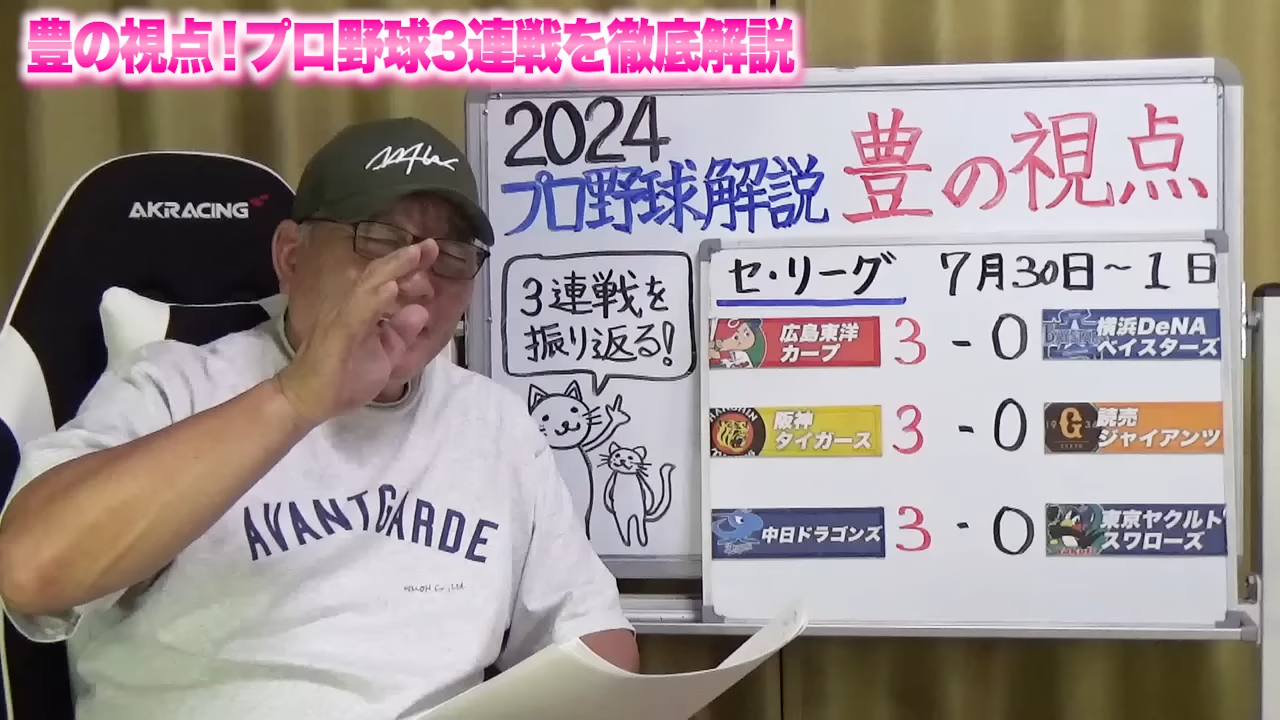 豊の視点！プロ野球3連戦を徹底解説
2024
プロ野球解説 豊の視点
AKRACING
3連戦を
振り返る!
セ・リーグ 7月30日~1日
広島東洋
カープ
3 - 0
横浜DeNA
ベイスターズ
阪神
タイガース
3 - 0
読売
ジャイアンツ
中日ドラゴンズ
3 - 0
東京ヤクルト
スワローズ
AVANTGARDE